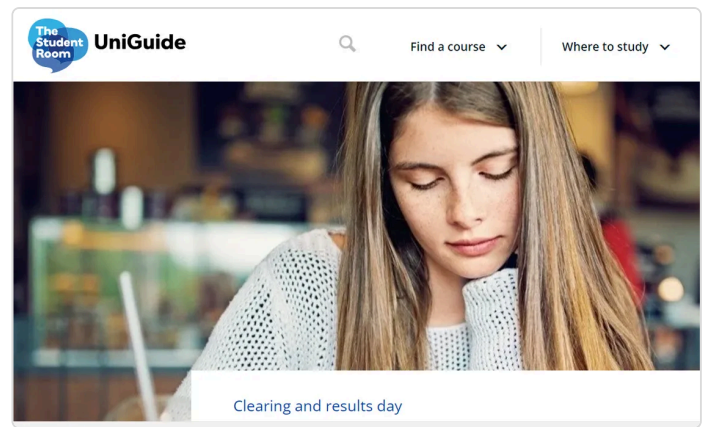 The
Student
Room
UniGuide
Find a course
Where to study
Clearing and results day